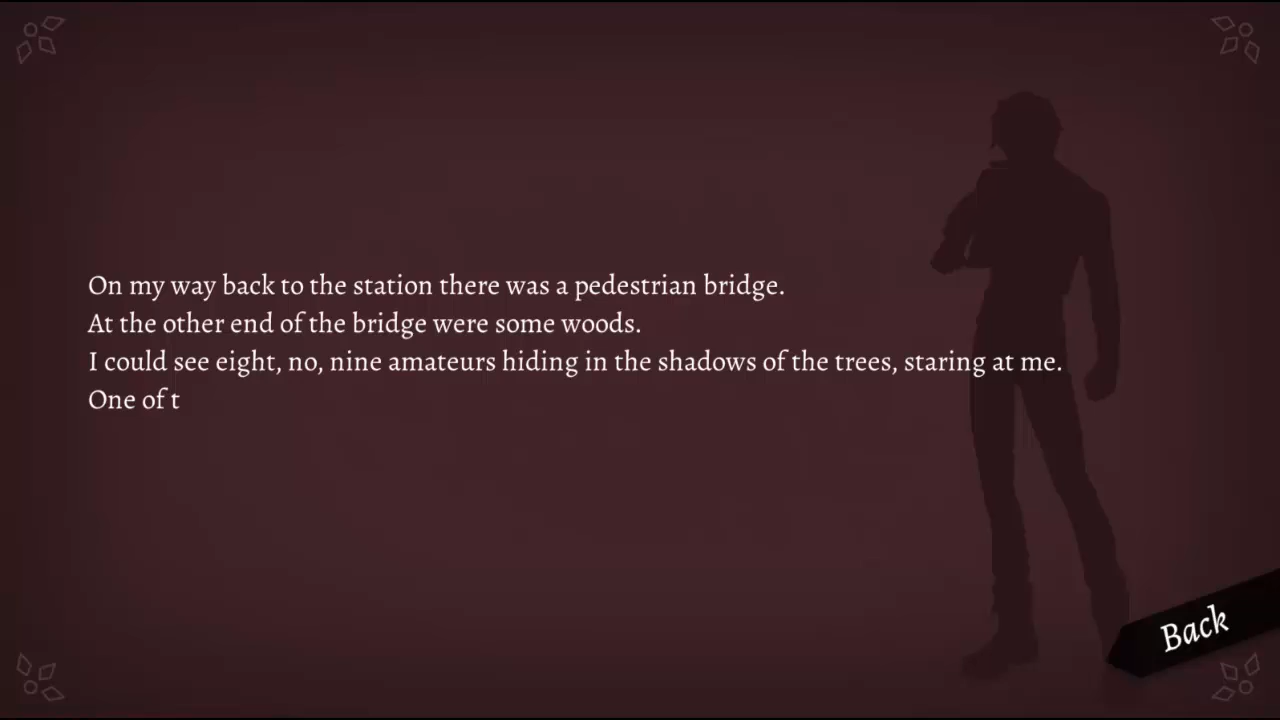 On my way back to the station there was a pedestrian bridge.
At the other end of the bridge were some woods.
I could see eight, no, nine amateurs hiding in the shadows of the trees, staring at me.
One of t
Back